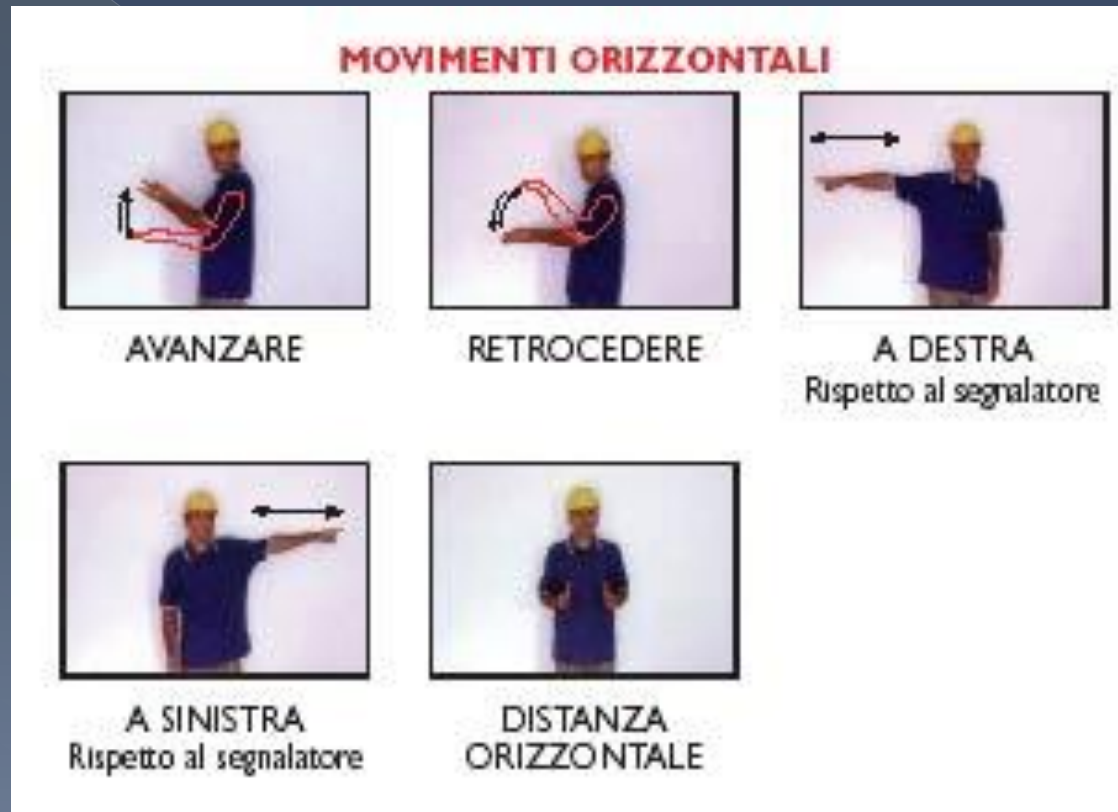 MOVIMENTI ORIZZONTALI
AVANZARE
RETROCEDERE
A DESTRA
Rispetto al segnalatore
A SINISTRA
Rispetto al segnalatore
DISTANZA
ORIZZONTALE